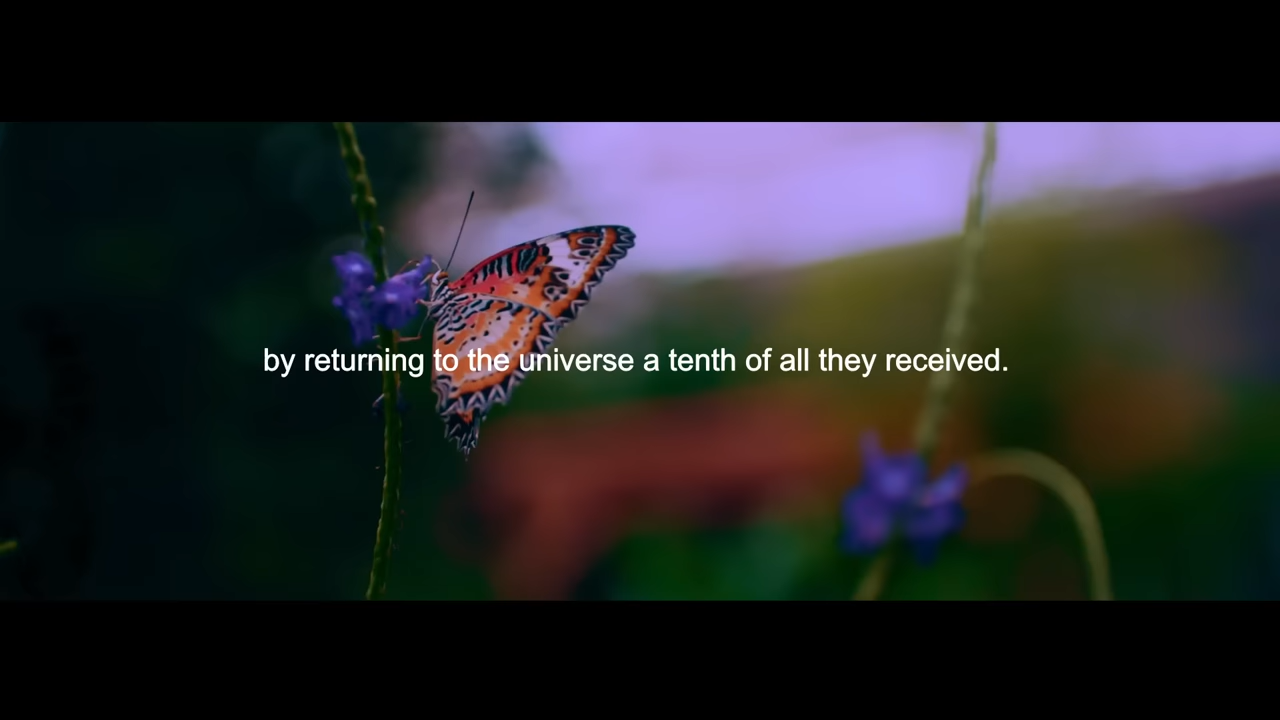 by returning to the universe a tenth of all they received.